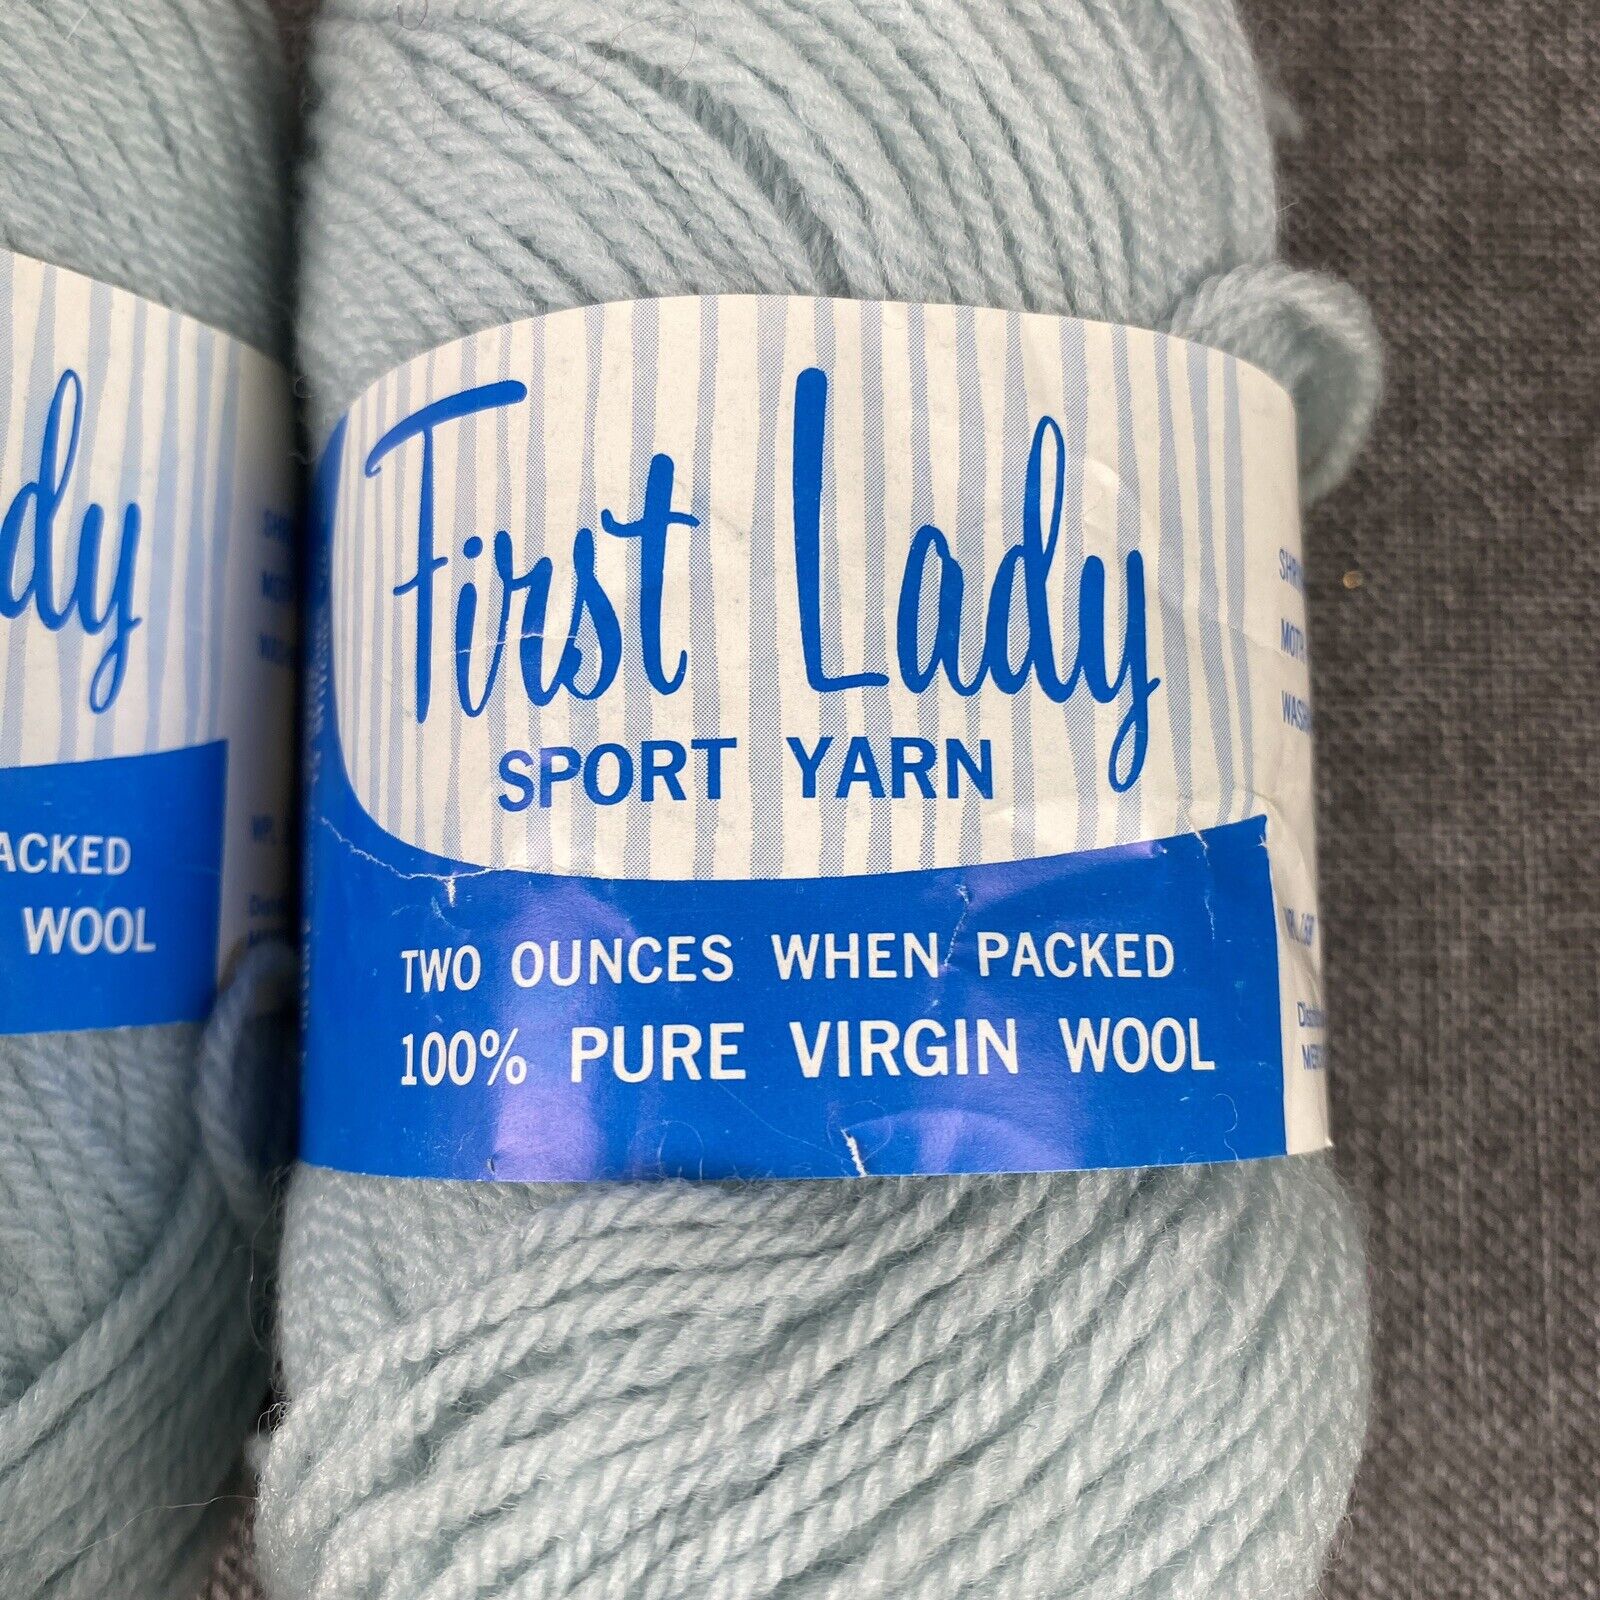 First Lady
SPORT YARN
TWO OUNCES WHEN PACKED
100% PURE VIRGIN WOOL
dy
ACKED
WOOL